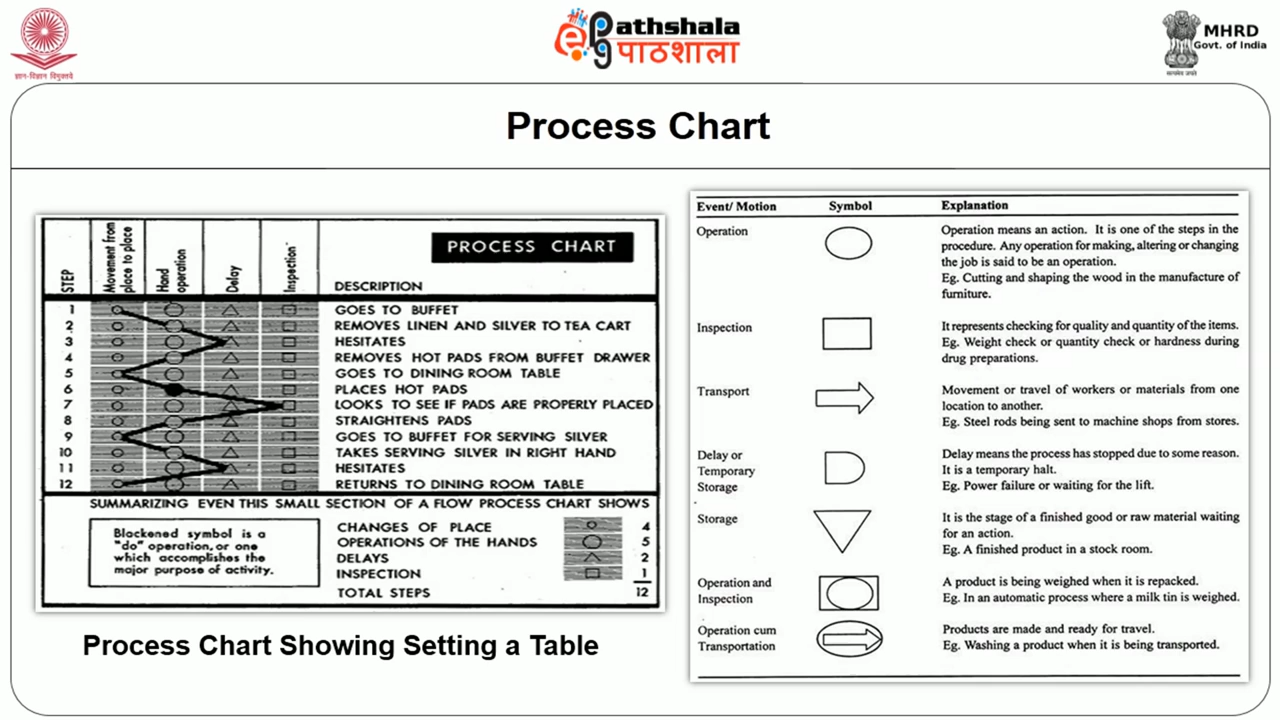 ज्ञान-विज्ञान विमुक्तये
ePathshala
पाठशाला
MHRD
Govt. of India
सत्यमेव जयते
Process Chart
STEP
Movement from place to place
Hand operation
Delay
Inspection
PROCESS CHART
DESCRIPTION
1 GOES TO BUFFET
2 REMOVES LINEN AND SILVER TO TEA CART
3 HESITATES
4 REMOVES HOT PADS FROM BUFFET DRAWER
5 GOES TO DINING ROOM TABLE
6 PLACES HOT PADS
7 LOOKS TO SEE IF PADS ARE PROPERLY PLACED
8 STRAIGHTENS PADS
9 GOES TO BUFFET FOR SERVING SILVER
10 TAKES SERVING SILVER IN RIGHT HAND
11 HESITATES
12 RETURNS TO DINING ROOM TABLE
SUMMARIZING EVEN THIS SMALL SECTION OF A FLOW PROCESS CHART SHOWS
Blackened symbol is a
"do" operation, or one
which accomplishes the
major purpose of activity.
CHANGES OF PLACE 4
OPERATIONS OF THE HANDS 5
DELAYS 2
INSPECTION 1
TOTAL STEPS 12
Process Chart Showing Setting a Table
Event/ Motion Symbol Explanation
Operation
Operation means an action. It is one of the steps in the
procedure. Any operation for making, altering or changing
the job is said to be an operation.
Eg. Cutting and shaping the wood in the manufacture of
furniture.
Inspection
It represents checking for quality and quantity of the items.
Eg. Weight check or quantity check or hardness during
drug preparations.
Transport
Movement or travel of workers or materials from one
location to another.
Eg. Steel rods being sent to machine shops from stores.
Delay or
Temporary
Storage
Delay means the process has stopped due to some reason.
It is a temporary halt.
Eg. Power failure or waiting for the lift.
Storage
It is the stage of a finished good or raw material waiting
for an action.
Eg. A finished product in a stock room.
Operation and
Inspection
A product is being weighed when it is repacked.
Eg. In an automatic process where a milk tin is weighed.
Operation cum
Transportation
Products are made and ready for travel.
Eg. Washing a product when it is being transported.